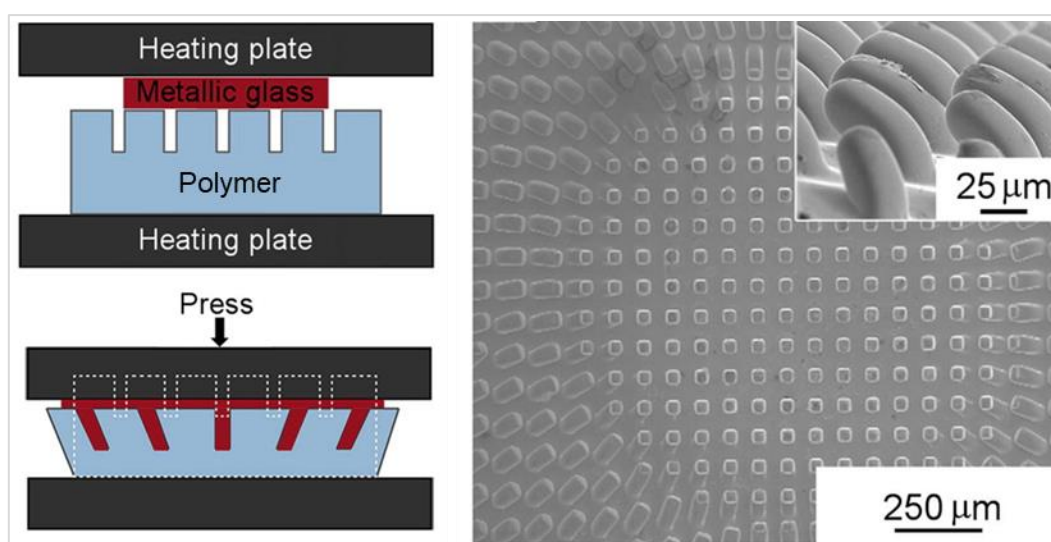 Heating plate
Metallic glass
Polymer
Heating plate
Press
25 μm
250 μm